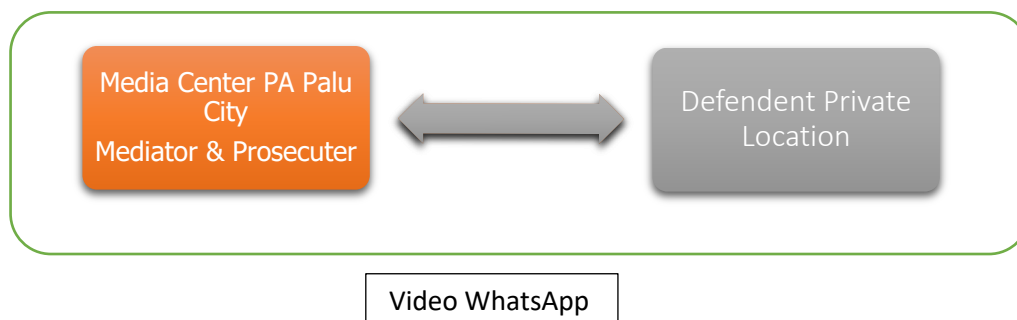 Media Center PA Palu
City
Mediator & Prosecuter
Defendent Private
Location
Video WhatsApp